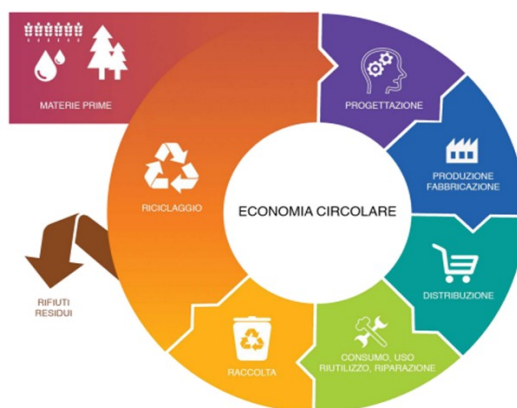 MATERIE PRIME
PROGETTAZIONE
PRODUZIONE
FABBRICAZIONE
RICICLAGGIO
ECONOMIA CIRCOLARE
DISTRIBUZIONE
RIFIUTI
RESIDUI
CONSUMO, USO
RIUTILIZZO, RIPARAZIONE
RACCOLTA